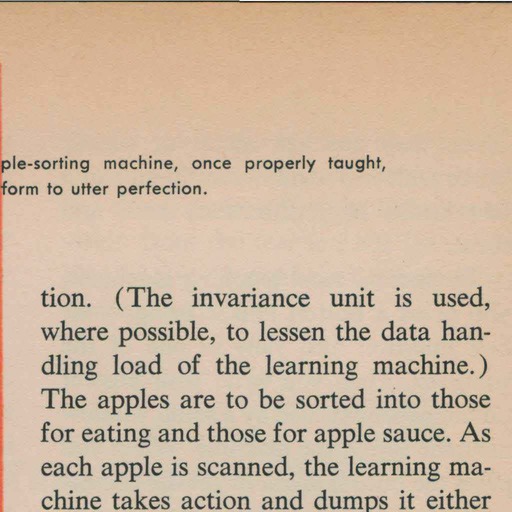 ple-sorting machine, once properly taught,
form to utter perfection.
tion. (The invariance unit is used,
where possible, to lessen the data han-
dling load of the learning machine.)
The apples are to be sorted into those
for eating and those for apple sauce. As
each apple is scanned, the learning ma-
chine takes action and dumps it either